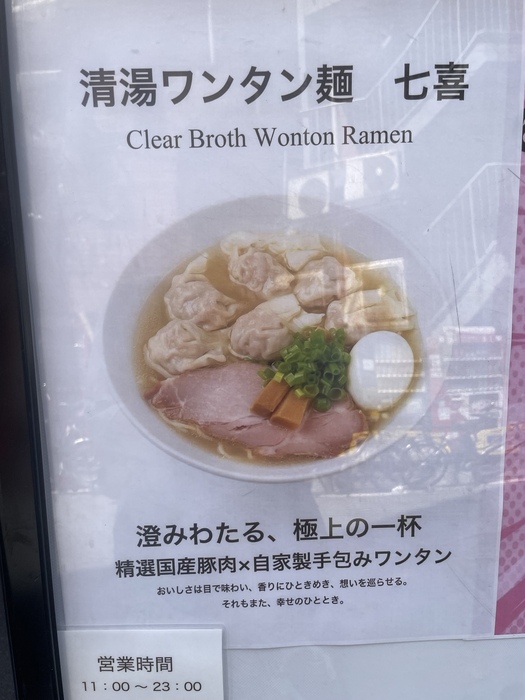 清湯ワンタン麺　七喜
Clear Broth Wonton Ramen
澄みわたる、極上の一杯
精選国産豚肉×自家製手包みワンタン
おいしさは目で味わい、香りにひときめき、想いを巡らせる。
それもまた、幸せのひととき。
営業時間
11：00 〜 23：00